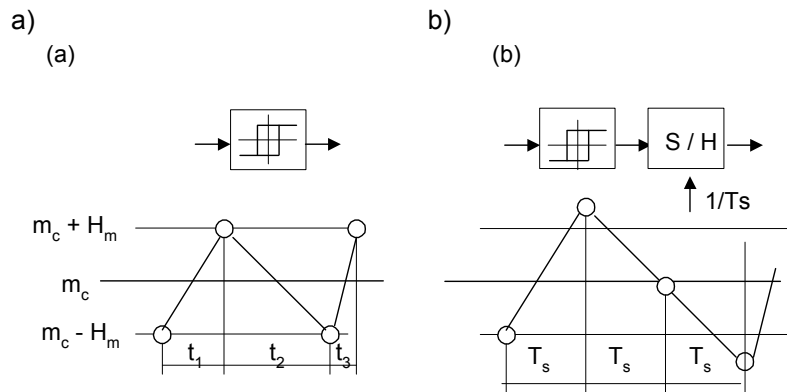 a)
b)
(a)
(b)
S / H
1/Ts
m_c + H_m
m_c
m_c - H_m
t_1 t_2 t_3
T_s T_s T_s